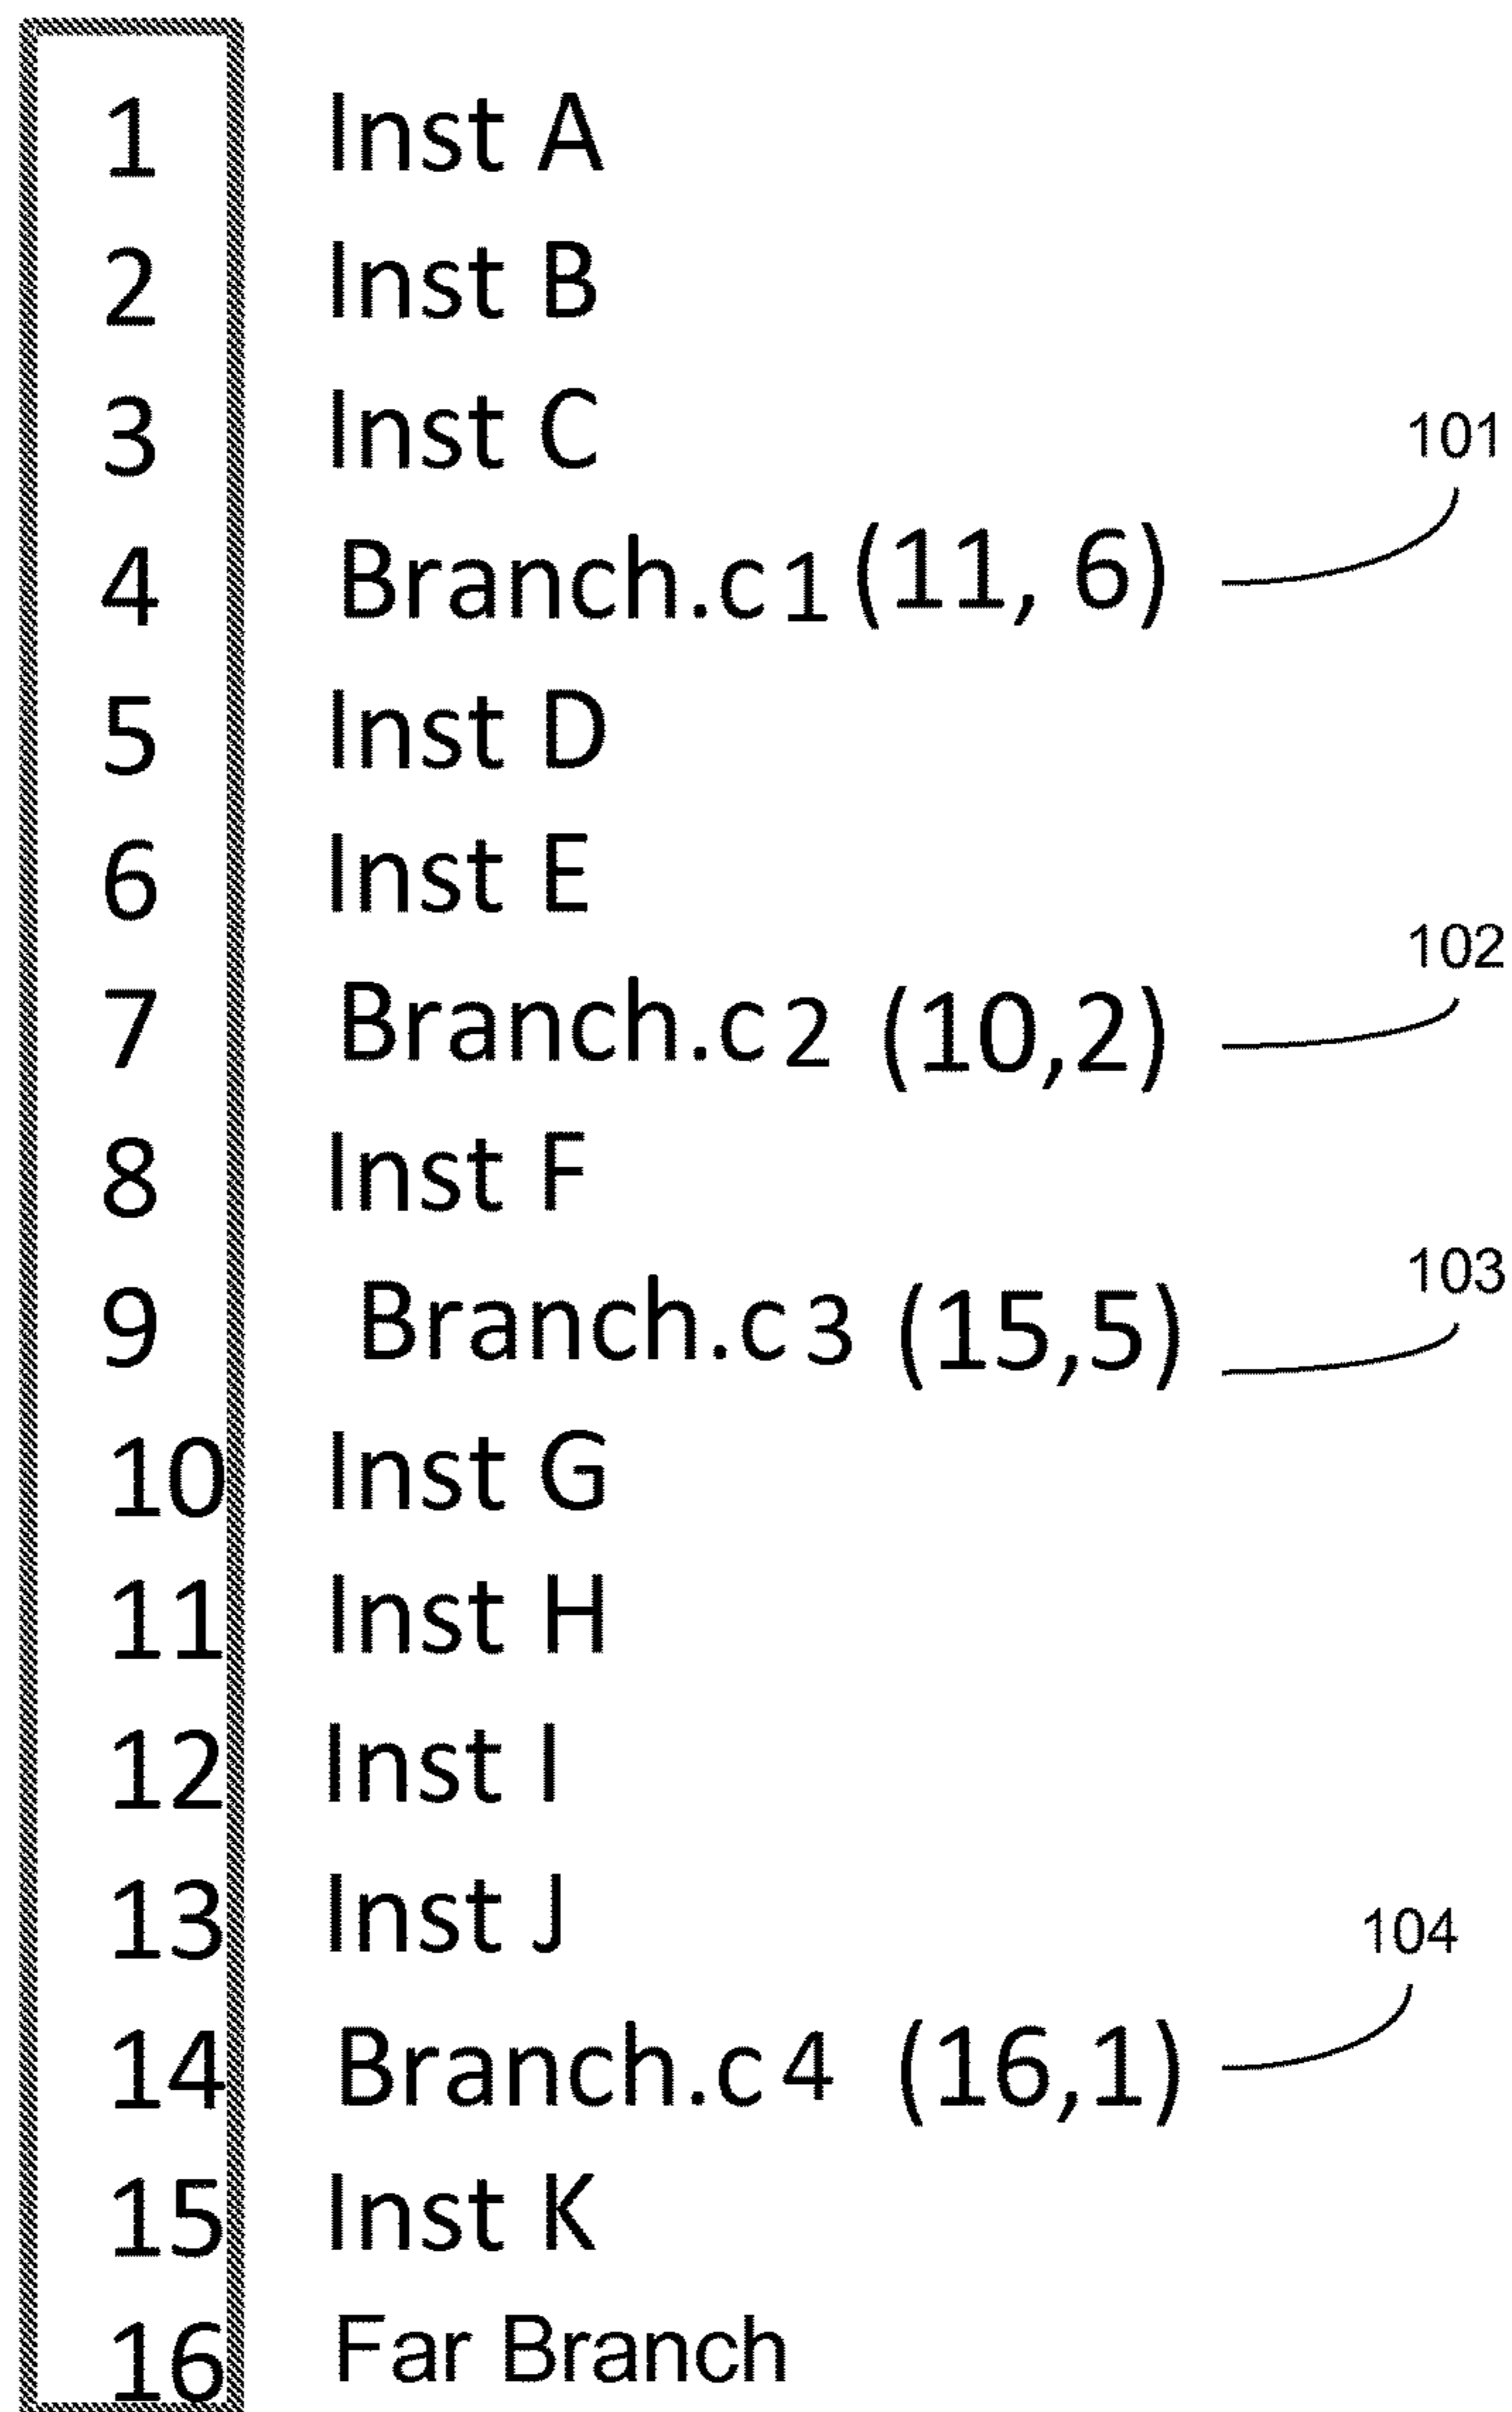 1 Inst A
2 Inst B
3 Inst C
101
4 Branch.c1 (11, 6)
5 Inst D
6 Inst E
102
7 Branch.c2 (10,2)
8 Inst F
103
9 Branch.c3 (15,5)
10 Inst G
11 Inst H
12 Inst I
13 Inst J
104
14 Branch.c4 (16,1)
15 Inst K
16 Far Branch